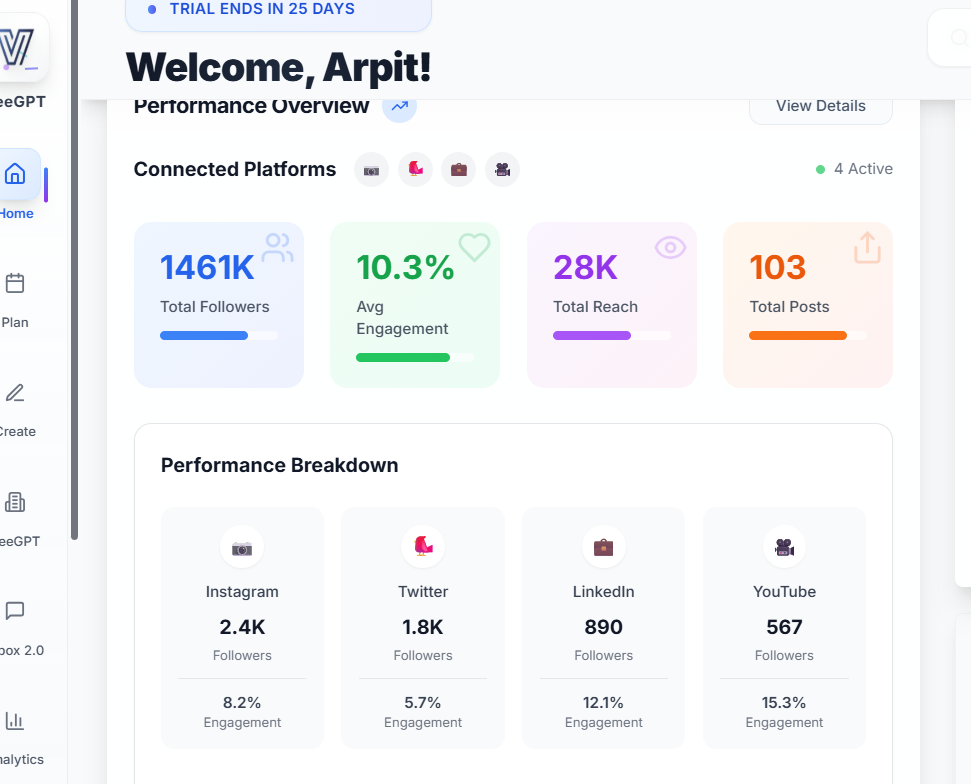 TRIAL ENDS IN 25 DAYS
Welcome, Arpit!
eeGPT
Performance Overview
View Details
Connected Platforms
4 Active
Home
1461K
Total Followers
10.3%
Avg
Engagement
28K
Total Reach
103
Total Posts
Plan
Create
eeGPT
box 2.0
nalytics
Performance Breakdown
Instagram
2.4K
Followers
8.2%
Engagement
Twitter
1.8K
Followers
5.7%
Engagement
LinkedIn
890
Followers
12.1%
Engagement
YouTube
567
Followers
15.3%
Engagement